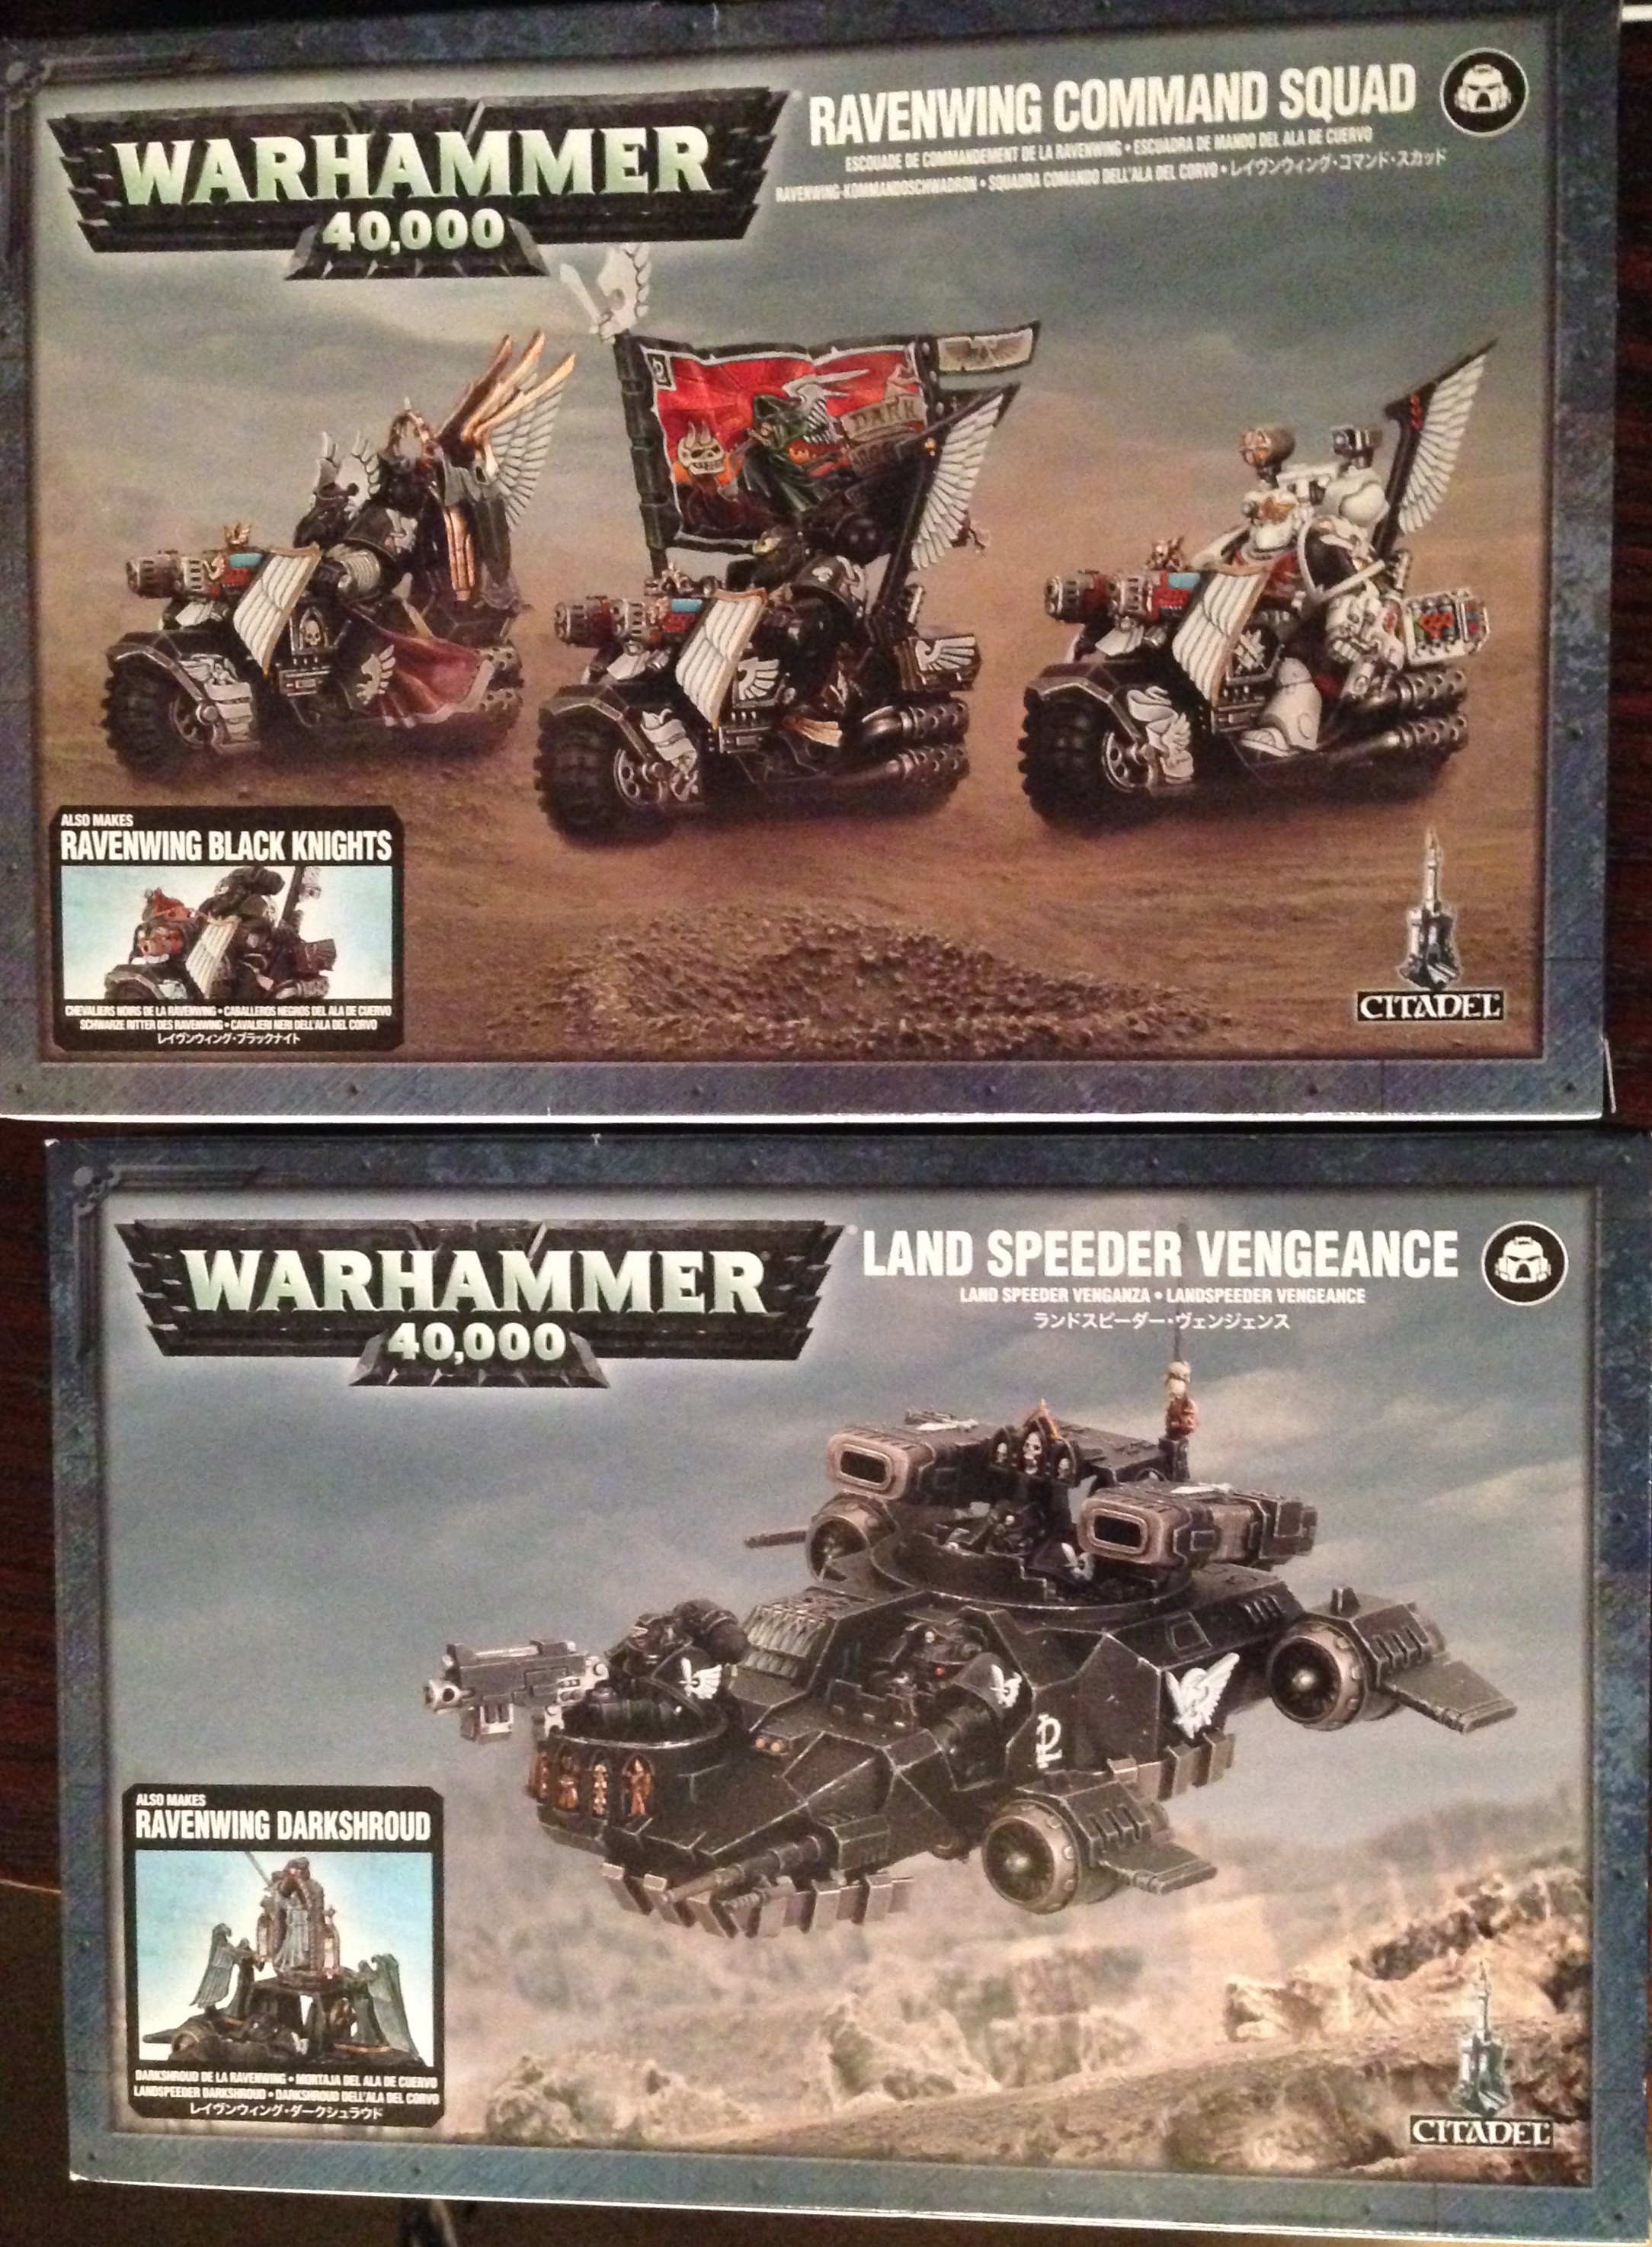 WARHAMMER
40,000
RAVENWING COMMAND SQUAD
ESCOUADE DE COMMANDEMENT DE LA RAVENWING • ESCUADRA DE MANDO DEL ALA DE CUERVO
RAVENWING-KOMMANDOSCHWADRON • SQUADRA COMANDO DELL'ALA DEL CORVO • レイヴンウィング・コマンド・スカッド
DARK
ALSO MAKES
RAVENWING BLACK KNIGHTS
CHEVALIERS NOIRS DE LA RAVENWING • CABALLEROS NEGROS DEL ALA DE CUERVO
SCHWARZE RITTER DES RAVENWING • CAVALIERI NERI DELL'ALA DEL CORVO
レイヴンウィング・ブラックナイト
CITADEL
WARHAMMER
40,000
LAND SPEEDER VENGEANCE
LAND SPEEDER VENGANZA • LANDSPEEDER VENGEANCE
ランドスピーダー・ヴェンジェンス
ALSO MAKES
RAVENWING DARKSHROUD
DARKSHROUD DE LA RAVENWING • MORTAJA DEL ALA DE CUERVO
LANDSPEEDER DARKSHROUD • DARKSHROUD DELL'ALA DEL CORVO
レイヴンウィング・ダークシュラウド
CITADEL